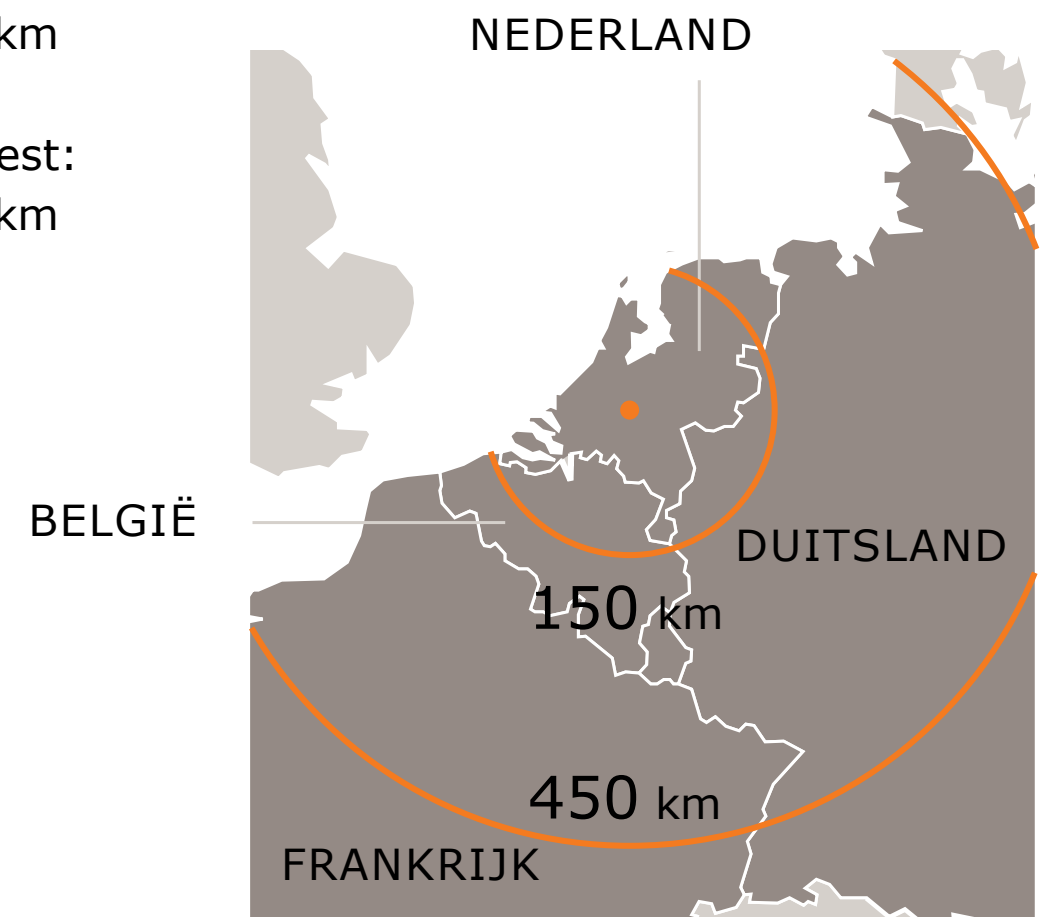 km
NEDERLAND
est:
km
BELGIË
DUITSLAND
150 km
450 km
FRANKRIJK